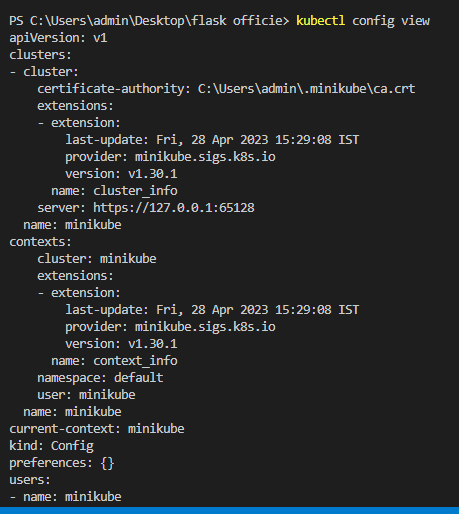 PS C:\Users\admin\Desktop\flask officie> kubectl config view
apiVersion: v1
clusters:
- cluster:
    certificate-authority: C:\Users\admin\.minikube\ca.crt
    extensions:
    - extension:
        last-update: Fri, 28 Apr 2023 15:29:08 IST
        provider: minikube.sigs.k8s.io
        version: v1.30.1
      name: cluster_info
    server: https://127.0.0.1:65128
  name: minikube
contexts:
    cluster: minikube
    extensions:
    - extension:
        last-update: Fri, 28 Apr 2023 15:29:08 IST
        provider: minikube.sigs.k8s.io
        version: v1.30.1
      name: context_info
    namespace: default
    user: minikube
  name: minikube
current-context: minikube
kind: Config
preferences: {}
users:
- name: minikube